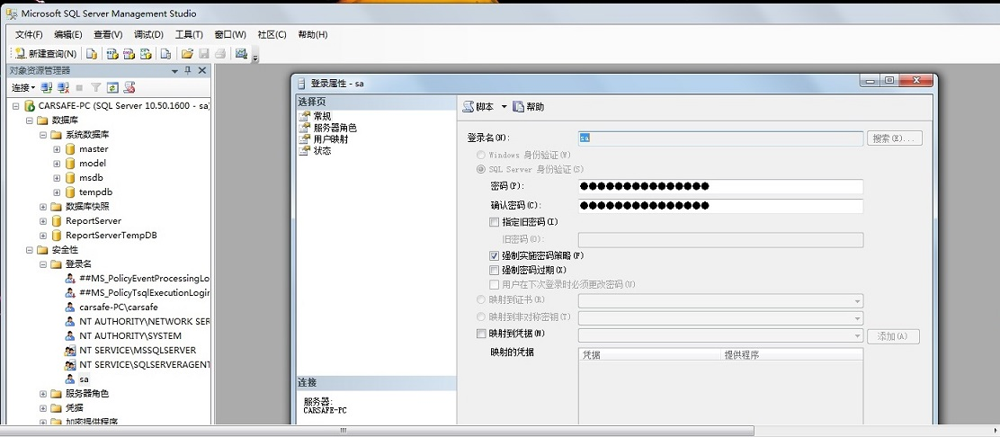 Microsoft SQL Server Management Studio
文件(F) 编辑(E) 查看(V) 调试(D) 工具(T) 窗口(W) 社区(C) 帮助(H)
新建查询(N)
对象资源管理器
连接
CARSAFE-PC (SQL Server 10.50.1600 - sa)
数据库
系统数据库
master
model
msdb
tempdb
数据库快照
ReportServer
ReportServerTempDB
安全性
登录名
##MS_PolicyEventProcessingLo
##MS_PolicyTsqlExecutionLogin
carsafe-PC\carsafe
NT AUTHORITY\NETWORK SER
NT AUTHORITY\SYSTEM
NT SERVICE\MSSQLSERVER
NT SERVICE\SQLSERVERAGENT
sa
服务器角色
凭据
加密提供程序
登录属性 - sa
选择页
常规
服务器角色
用户映射
状态
连接
服务器:
CARSAFE-PC
脚本 帮助
登录名(N): sa 搜索(E)...
Windows 身份验证(W)
SQL Server 身份验证(S)
密码(P): ●●●●●●●●●●●●●●●
确认密码(C): ●●●●●●●●●●●●●●●
指定旧密码(I)
旧密码(O):
强制实施密码策略(F)
强制密码过期(X)
用户在下次登录时必须更改密码(U)
映射到证书(R)
映射到非对称密钥(Y)
映射到凭据(M) 添加(A)
映射的凭据 凭据 提供程序